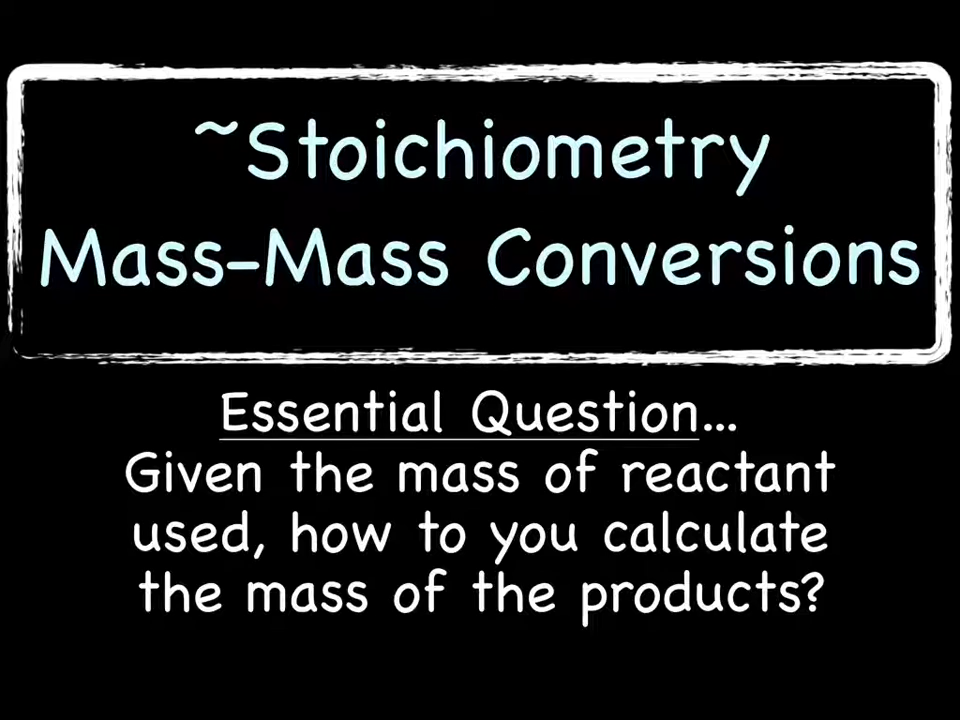 ~Stoichiometry
Mass-Mass Conversions
Essential Question...
Given the mass of reactant
used, how to you calculate
the mass of the products?